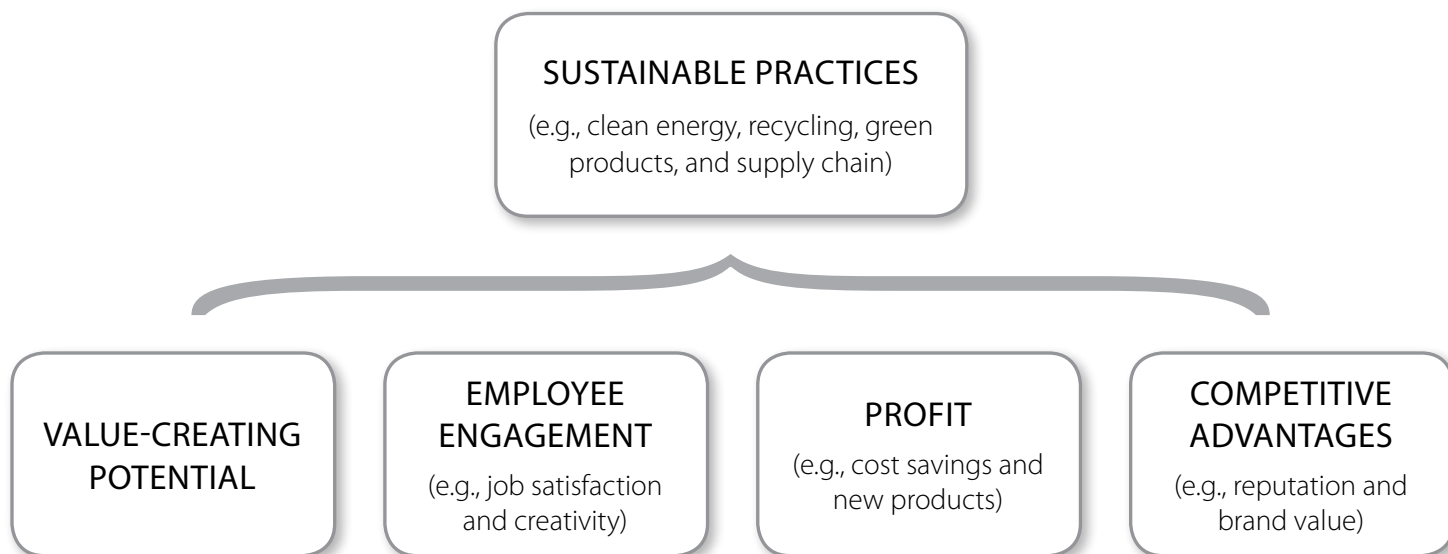 SUSTAINABLE PRACTICES
(e.g., clean energy, recycling, green
products, and supply chain)
VALUE-CREATING
POTENTIAL
EMPLOYEE
ENGAGEMENT
(e.g., job satisfaction
and creativity)
PROFIT
(e.g., cost savings and
new products)
COMPETITIVE
ADVANTAGES
(e.g., reputation and
brand value)